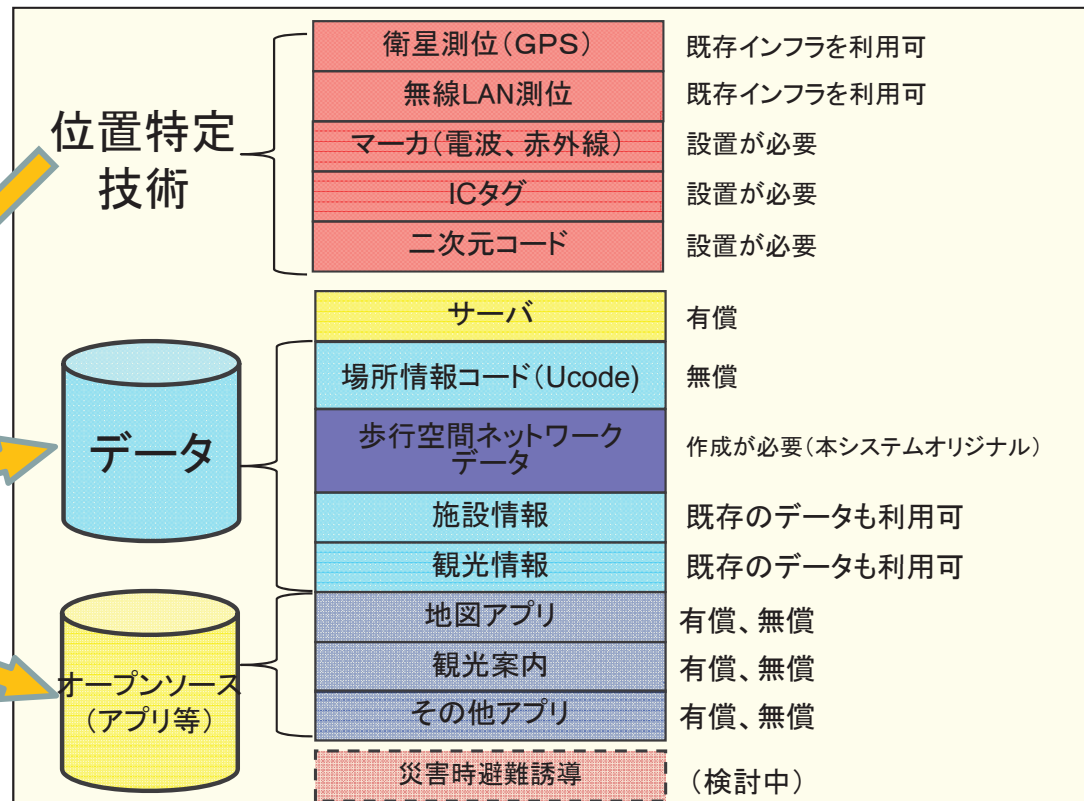 位置特定
技術
衛星測位(GPS) 既存インフラを利用可
無線LAN測位 既存インフラを利用可
マーカ(電波、赤外線) 設置が必要
ICタグ 設置が必要
二次元コード 設置が必要
サーバ 有償
データ
場所情報コード(Ucode) 無償
歩行空間ネットワーク
データ
作成が必要(本システムオリジナル)
施設情報 既存のデータも利用可
観光情報 既存のデータも利用可
オープンソース
(アプリ等)
地図アプリ 有償、無償
観光案内 有償、無償
その他アプリ 有償、無償
災害時避難誘導 (検討中)